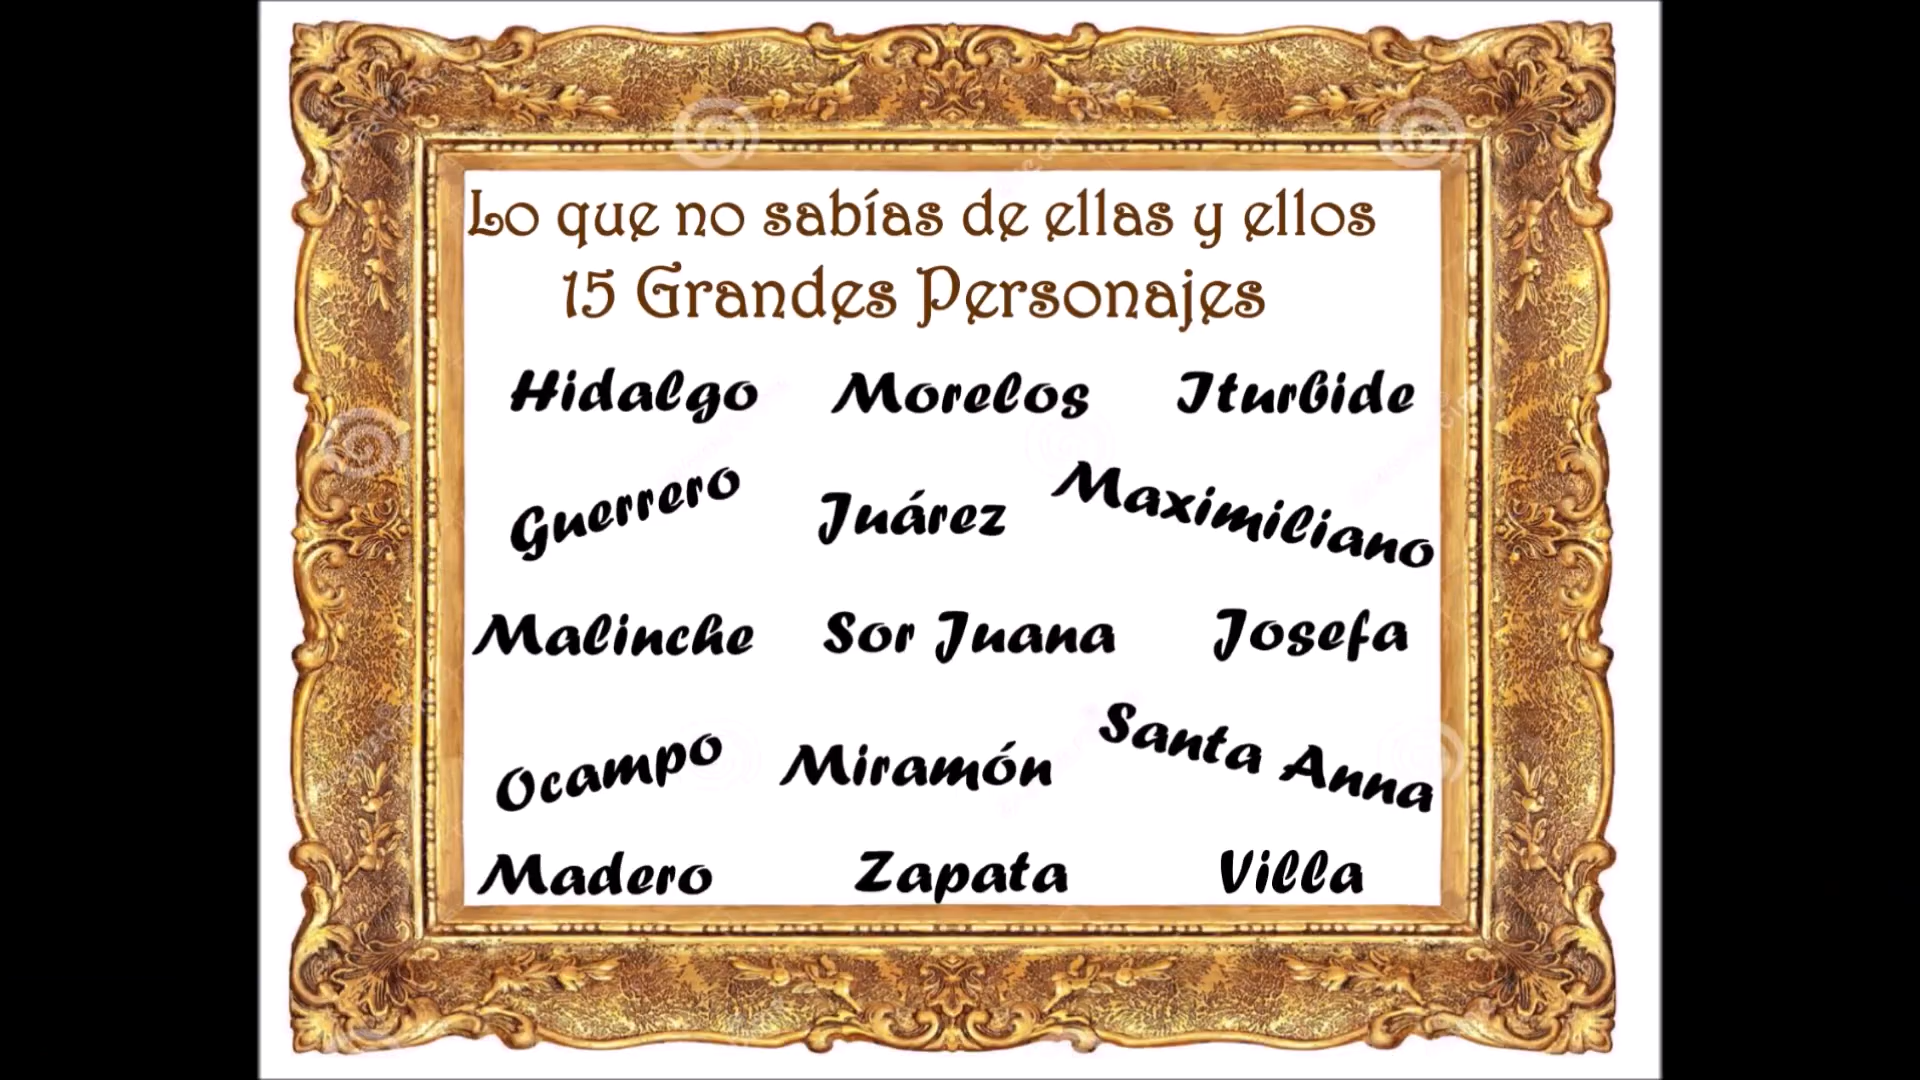 Lo que no sabías de ellas y ellos
15 Grandes Personajes
Hidalgo Morelos Iturbide
Guerrero Juárez Maximiliano
Malinche Sor Juana Josefa
Ocampo Miramón Santa Anna
Madero Zapata Villa